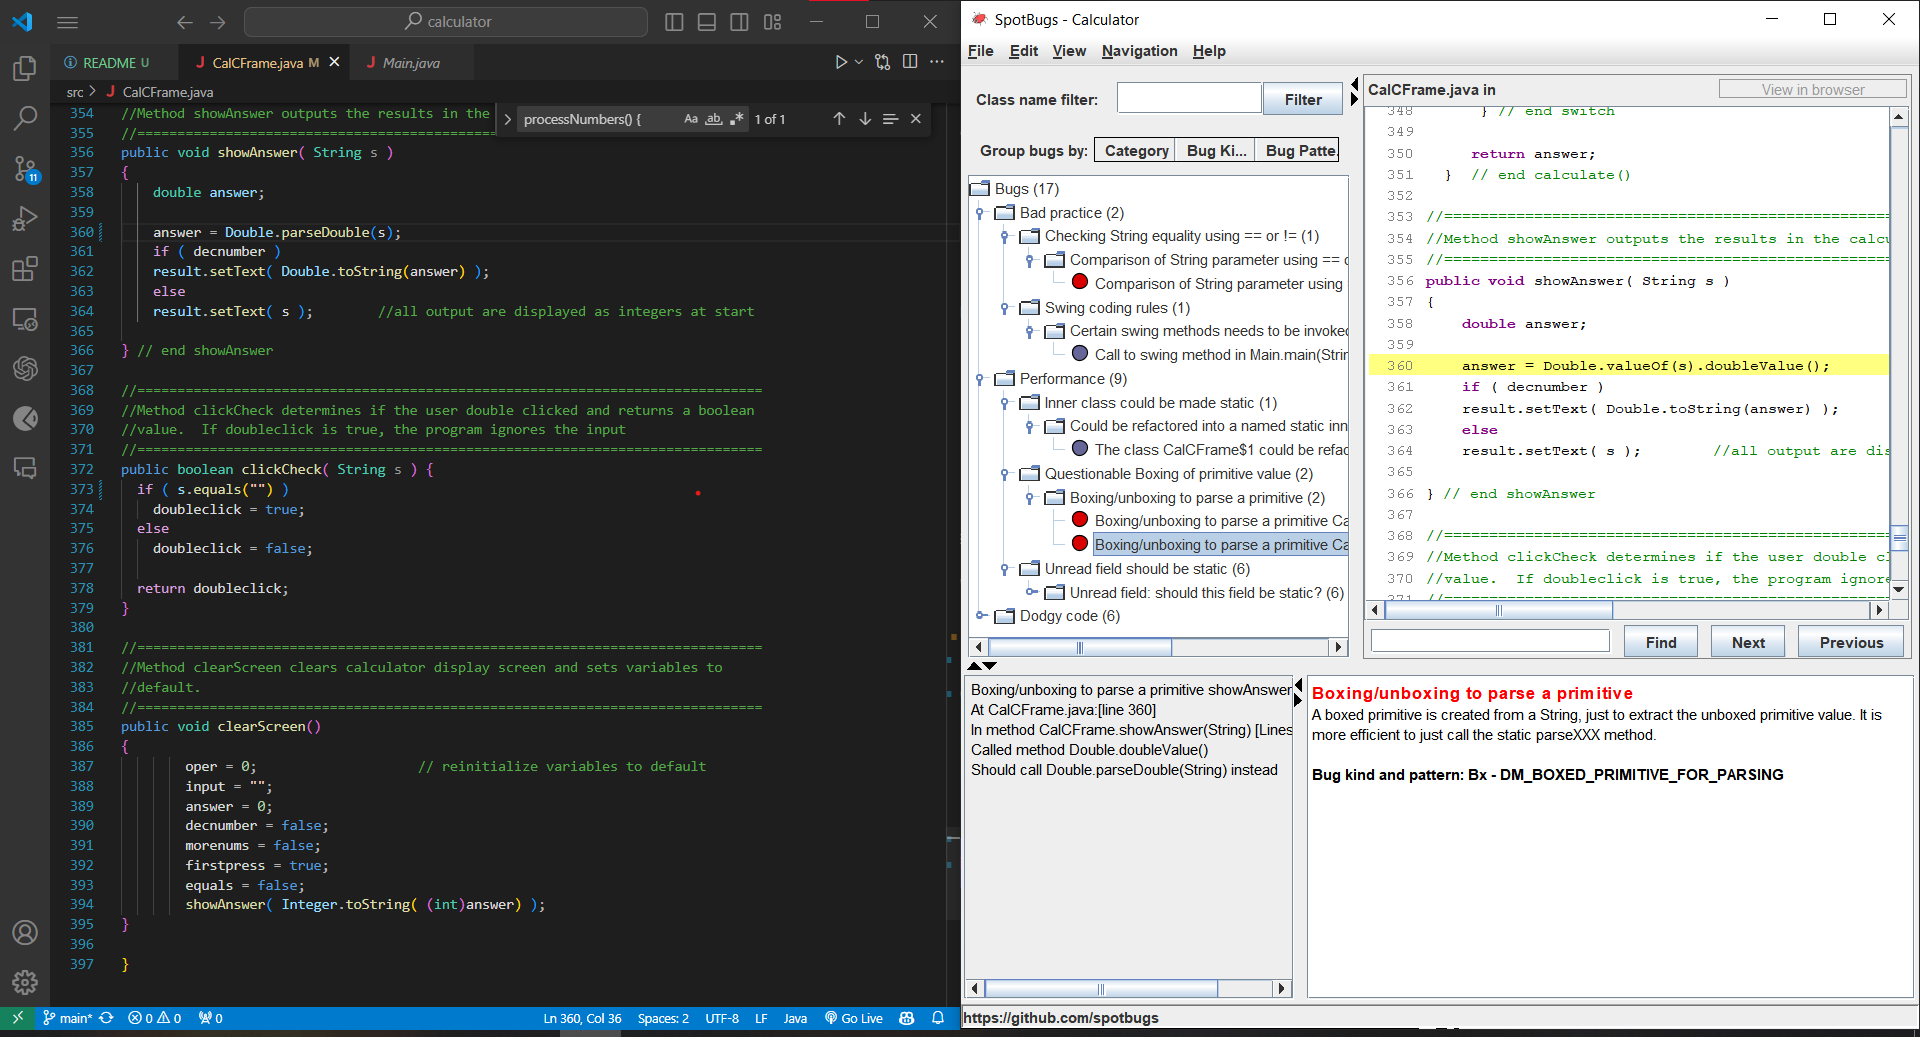 calculator
README U
CalCFrame.java M
Main.java
src > CalCFrame.java
processNumbers() {
Aa ab 1 of 1
354 //Method showAnswer outputs the results in the
355 //=============================================
356 public void showAnswer( String s )
357 {
358 double answer;
359
360 answer = Double.parseDouble(s);
361 if ( decnumber )
362 result.setText( Double.toString(answer) );
363 else
364 result.setText( s ); //all output are displayed as integers at start
365
366 } // end showAnswer
367
368 //==============================================================================
369 //Method clickCheck determines if the user double clicked and returns a boolean
370 //value. If doubleclick is true, the program ignores the input
371 //==============================================================================
372 public boolean clickCheck( String s ) {
373 if ( s.equals("") )
374 doubleclick = true;
375 else
376 doubleclick = false;
377
378 return doubleclick;
379 }
380
381 //==============================================================================
382 //Method clearScreen clears calculator display screen and sets variables to
383 //default.
384 //==============================================================================
385 public void clearScreen()
386 {
387 oper = 0; // reinitialize variables to default
388 input = "";
389 answer = 0;
390 decnumber = false;
391 morenums = false;
392 firstpress = true;
393 equals = false;
394 showAnswer( Integer.toString( (int)answer) );
395 }
396
397 }
11
main* 0 0 0
Ln 360, Col 36 Spaces: 2 UTF-8 LF Java Go Live
SpotBugs - Calculator
File Edit View Navigation Help
Class name filter: Filter
Group bugs by: Category Bug Ki... Bug Patte.
Bugs (17)
Bad practice (2)
Checking String equality using == or != (1)
Comparison of String parameter using ==
Comparison of String parameter using
Swing coding rules (1)
Certain swing methods needs to be invoked
Call to swing method in Main.main(Strin
Performance (9)
Inner class could be made static (1)
Could be refactored into a named static inn
The class CalCFrame$1 could be refac
Questionable Boxing of primitive value (2)
Boxing/unboxing to parse a primitive (2)
Boxing/unboxing to parse a primitive Ca
Boxing/unboxing to parse a primitive Ca
Unread field should be static (6)
Unread field: should this field be static? (6)
Dodgy code (6)
CalCFrame.java in
View in browser
348 } // end switch
349
350 return answer;
351 } // end calculate()
352
353 //==================================================
354 //Method showAnswer outputs the results in the calcu
355 //==================================================
356 public void showAnswer( String s )
357 {
358 double answer;
359
360 answer = Double.valueOf(s).doubleValue();
361 if ( decnumber )
362 result.setText( Double.toString(answer) );
363 else
364 result.setText( s ); //all output are dis
365
366 } // end showAnswer
367
368 //==================================================
369 //Method clickCheck determines if the user double cl
370 //value. If doubleclick is true, the program ignore
371 //==================================================
Find Next Previous
Boxing/unboxing to parse a primitive showAnswer
At CalCFrame.java:[line 360]
In method CalCFrame.showAnswer(String) [Lines
Called method Double.doubleValue()
Should call Double.parseDouble(String) instead
Boxing/unboxing to parse a primitive
A boxed primitive is created from a String, just to extract the unboxed primitive value. It is
more efficient to just call the static parseXXX method.
Bug kind and pattern: Bx - DM_BOXED_PRIMITIVE_FOR_PARSING
https://github.com/spotbugs